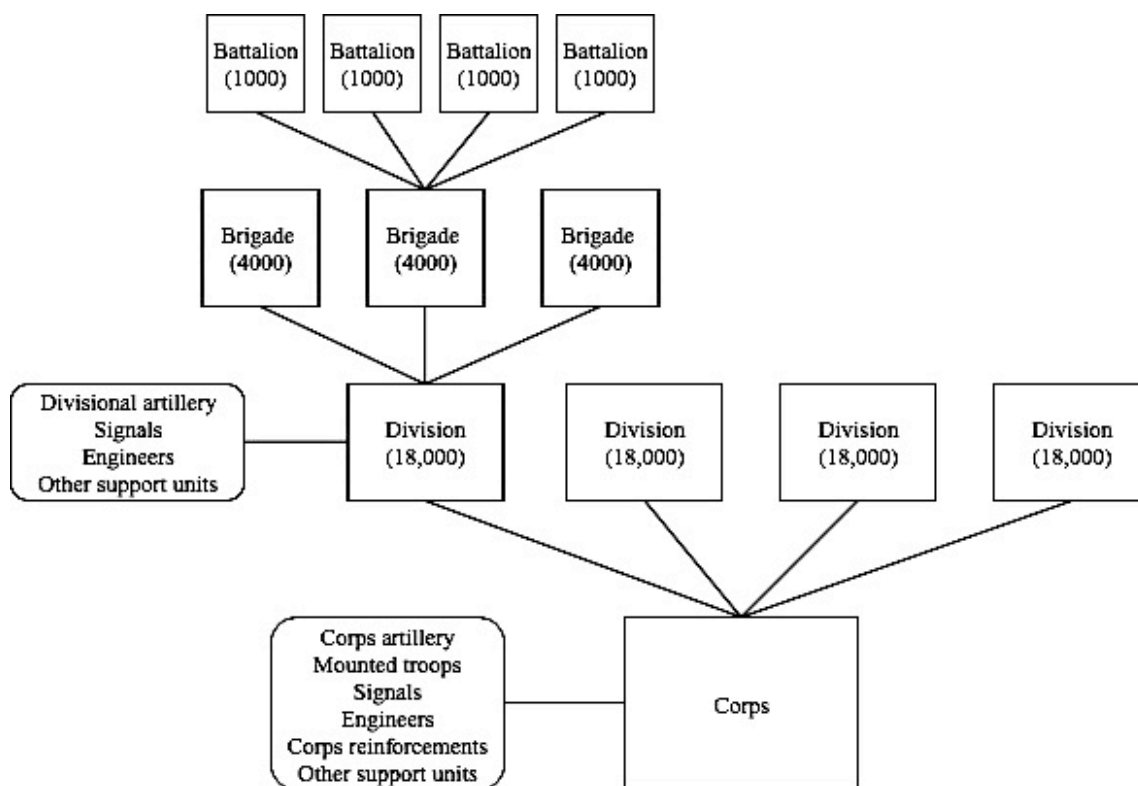 Battalion
(1000)
Battalion
(1000)
Battalion
(1000)
Battalion
(1000)
Brigade
(4000)
Brigade
(4000)
Brigade
(4000)
Divisional artillery
Signals
Engineers
Other support units
Division
(18,000)
Division
(18,000)
Division
(18,000)
Division
(18,000)
Corps artillery
Mounted troops
Signals
Engineers
Corps reinforcements
Other support units
Corps